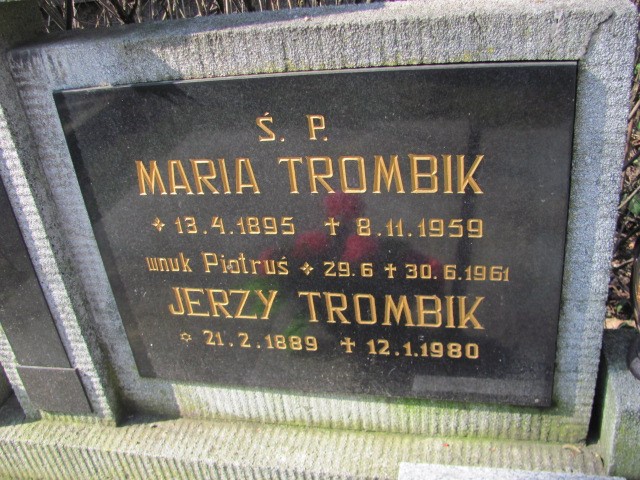 Ś. P.
MARIA TROMBIK
✧ 13.4.1895 ✝ 8.11.1959
wnuk Piotruś ✧ 29.6 ✝ 30.6.1961
JERZY TROMBIK
✡ 21.2.1889 ✝ 12.1.1980